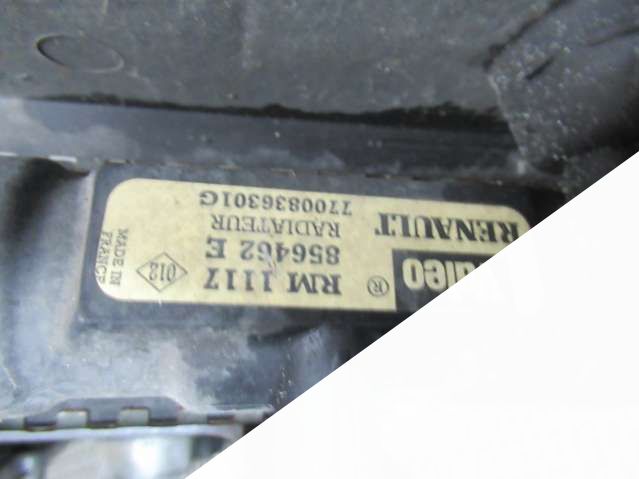 Valeo ®
RM 1117
856462 E
RENAULT
RADIATEUR
7700836301G
012
MADE IN
FRANCE